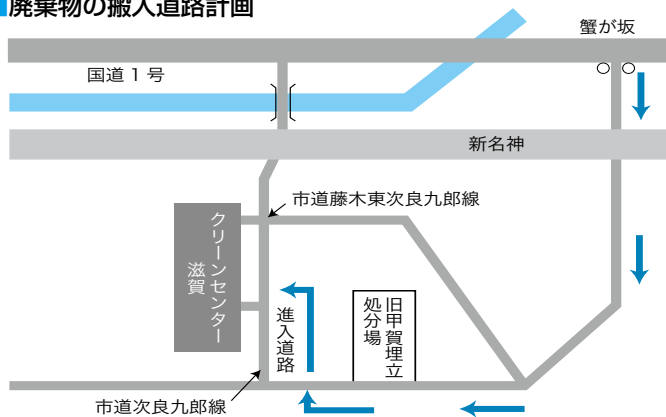 廃棄物の搬入道路計画
蟹が坂
国道 1 号
新名神
市道藤木東次良九郎線
クリーンセンター
滋賀
進入道路
旧甲賀埋立
処分場
市道次良九郎線